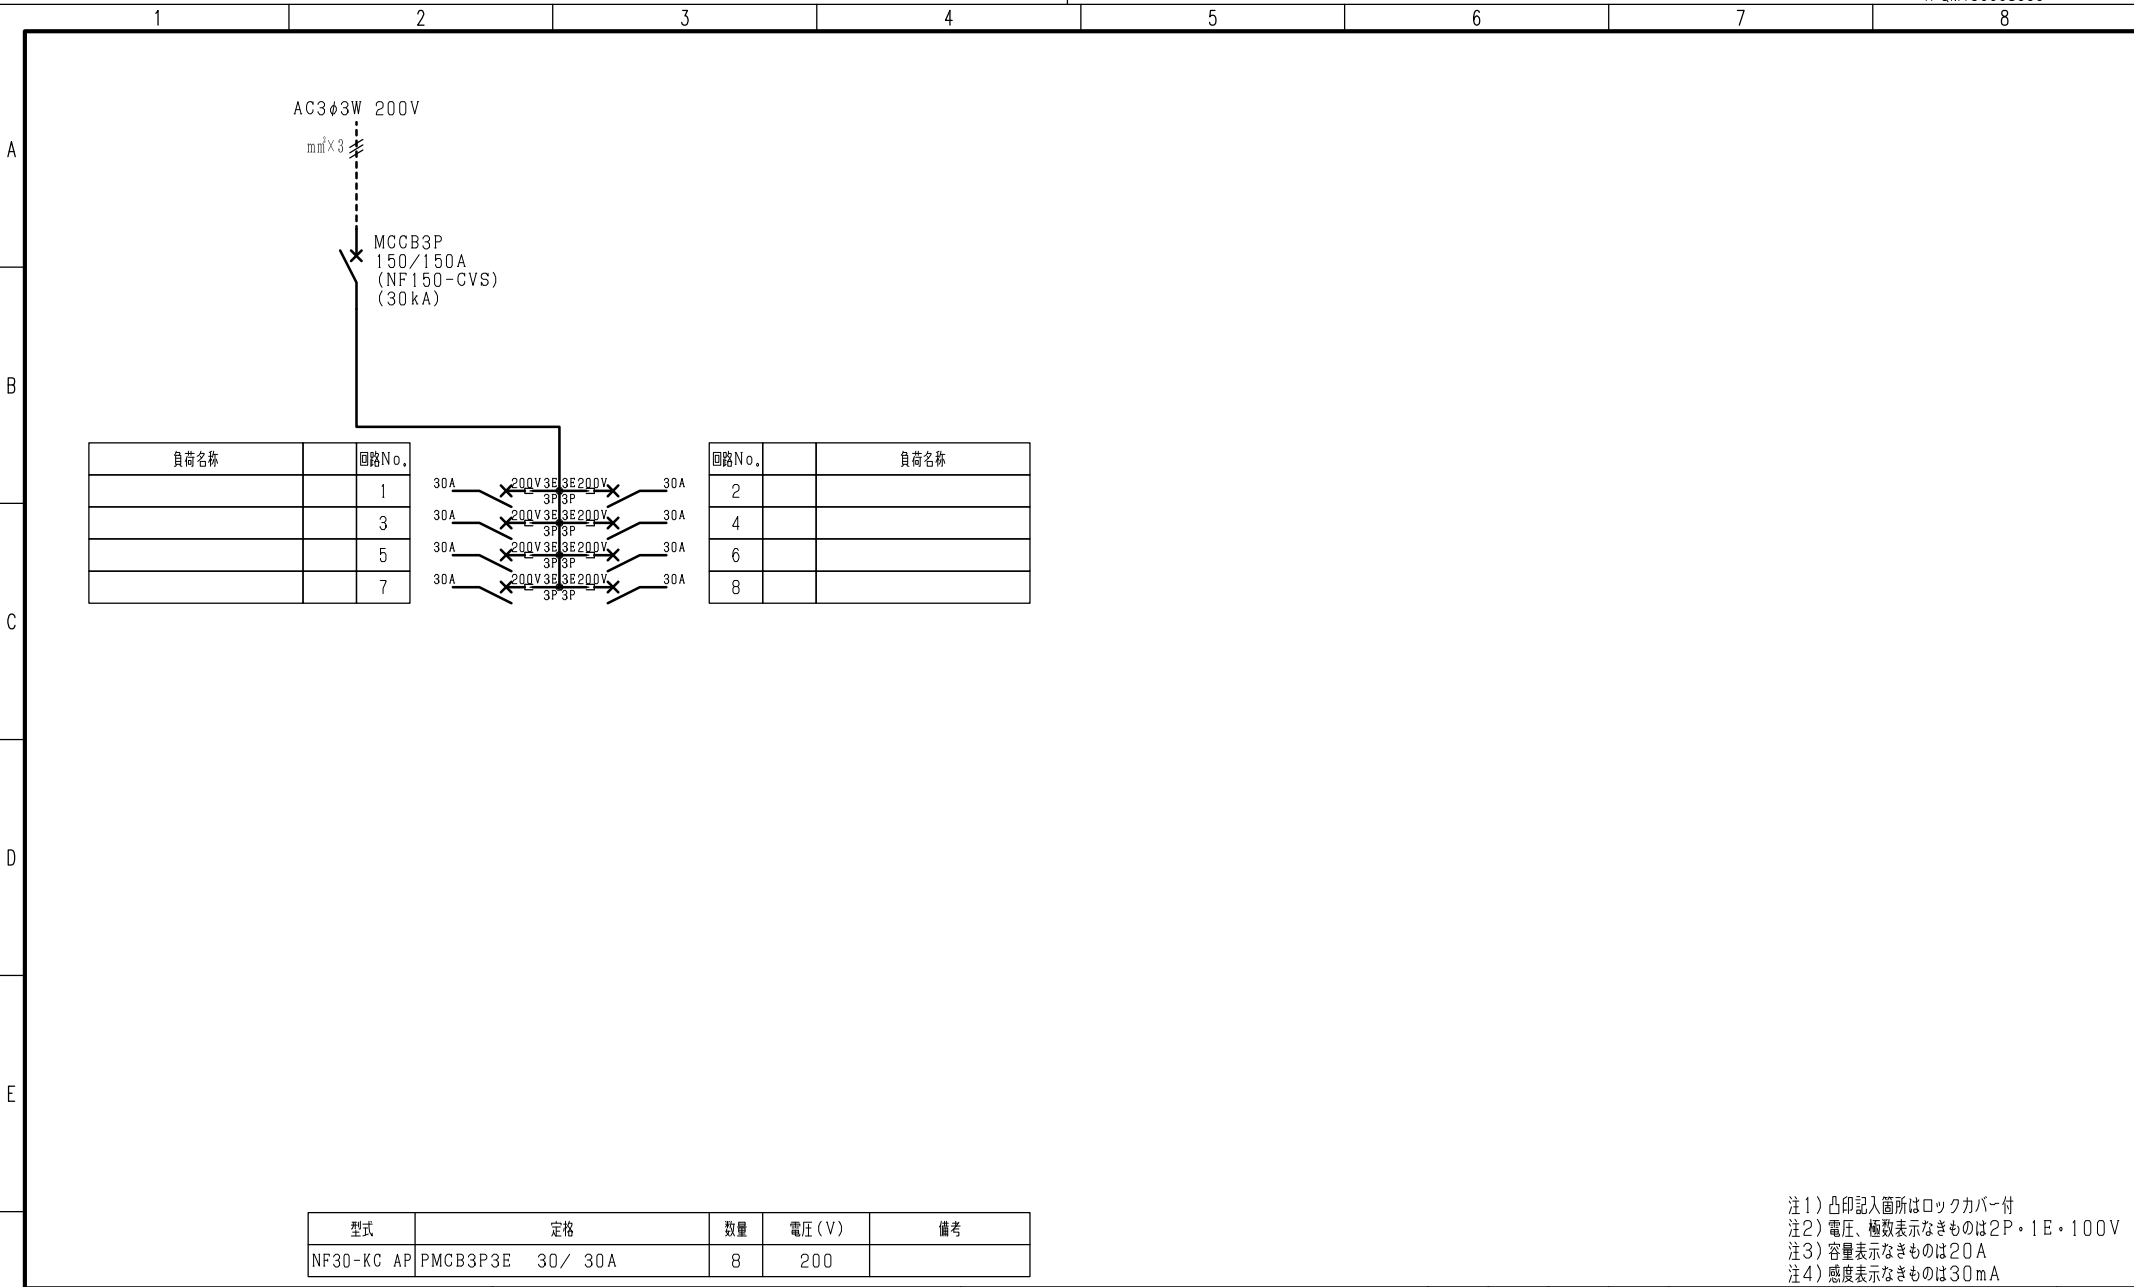 1 2 3 4 5 6 7 8
A
B
C
D
E
AC3φ3W 200V
mm²×3
MCCB3P
150/150A
(NF150-CVS)
(30kA)
負荷名称 回路No. 回路No. 負荷名称
1 30A 200V 3E 3E 200V 30A 2
3P 3P
3 30A 200V 3E 3E 200V 30A 4
3P 3P
5 30A 200V 3E 3E 200V 30A 6
3P 3P
7 30A 200V 3E 3E 200V 30A 8
3P 3P
型式 定格 数量 電圧(V) 備考
NF30-KC AP PMCB3P3E 30/ 30A 8 200
注1)凸印記入箇所はロックカバー付
注2)電圧、極数表示なきものは2P・1E・100V
注3)容量表示なきものは20A
注4)感度表示なきものは30mA